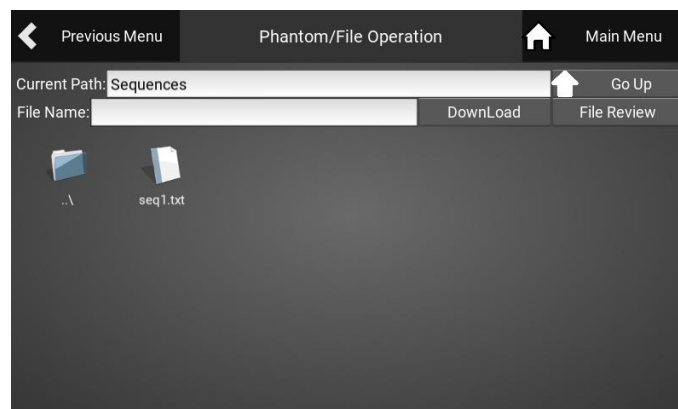 Previous Menu Phantom/File Operation Main Menu
Current Path: Sequences Go Up
File Name: DownLoad File Review
..\ seq1.txt